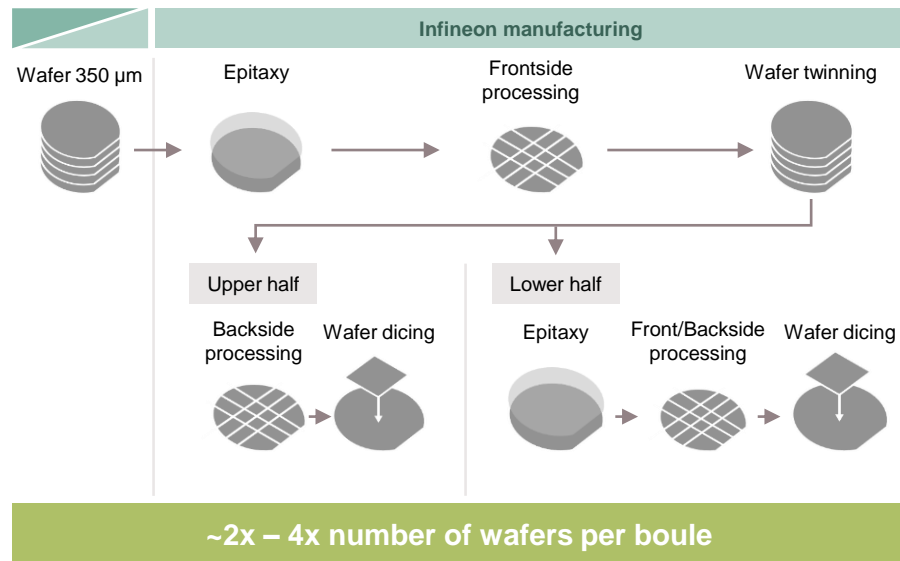 Infineon manufacturing
Wafer 350 µm
Epitaxy
Frontside
processing
Wafer twinning
Upper half
Lower half
Backside
processing
Wafer dicing
Epitaxy
Front/Backside
processing
Wafer dicing
~2x – 4x number of wafers per boule